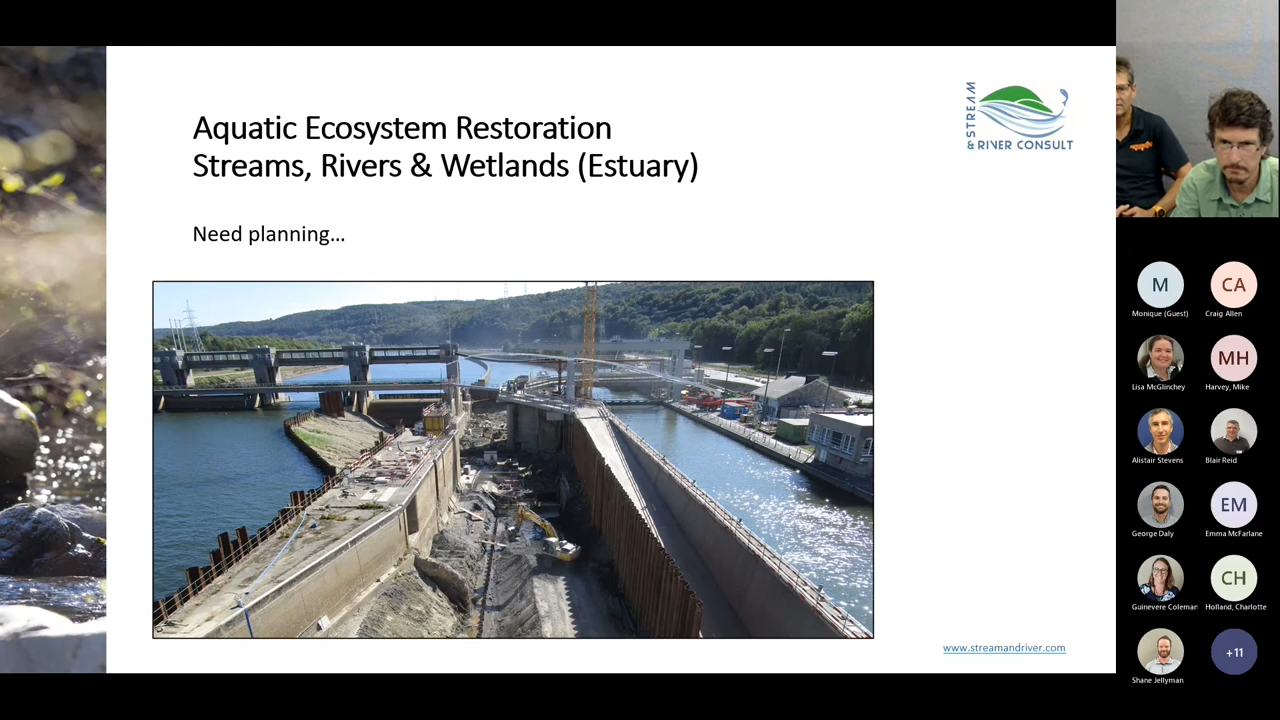 Aquatic Ecosystem Restoration
Streams, Rivers & Wetlands (Estuary)
Need planning...
& STREAM
RIVER CONSULT
www.streamandriver.com
M
Monique (Guest)
CA
Craig Allen
Lisa McGlinchey
MH
Harvey, Mike
Alistair Stevens
Blair Reid
George Daly
EM
Emma McFarlane
Guinevere Coleman
CH
Holland, Charlotte
Shane Jellyman
+11